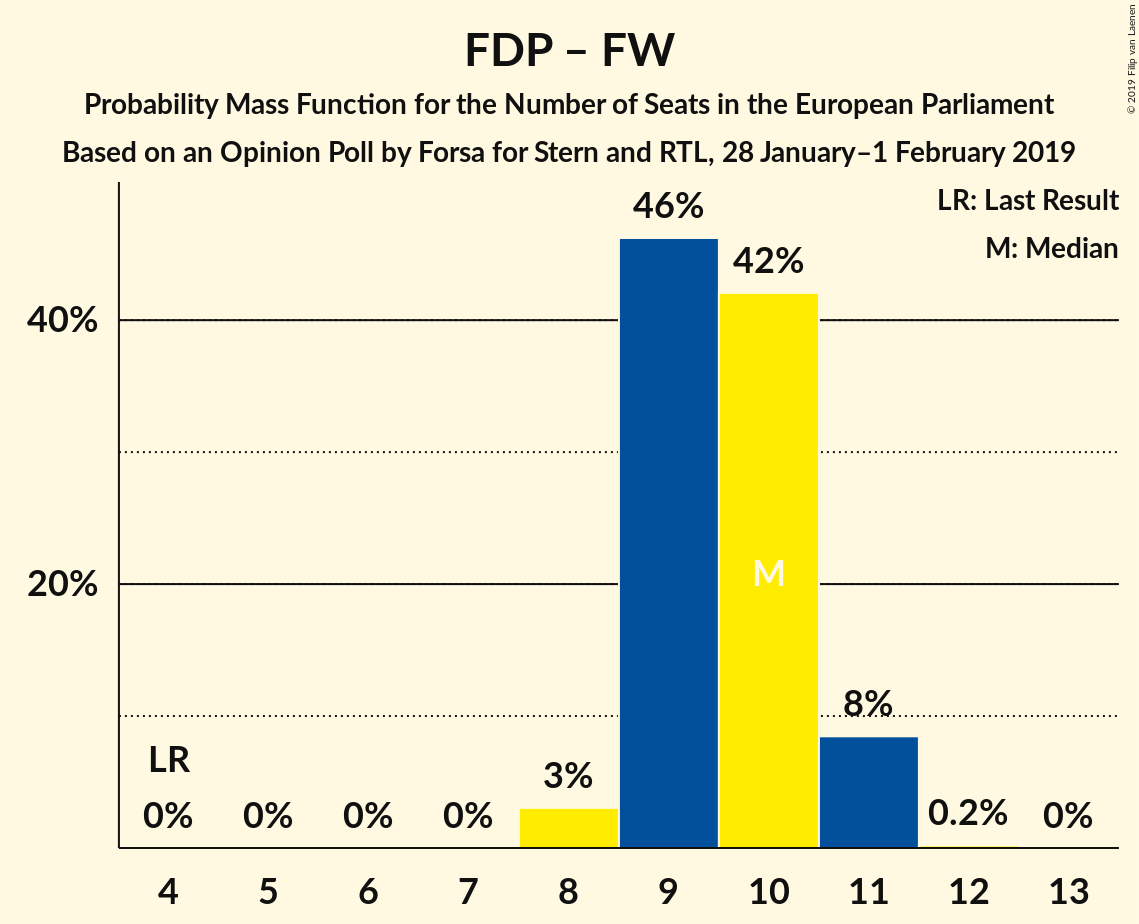 FDP – FW
Probability Mass Function for the Number of Seats in the European Parliament
Based on an Opinion Poll by Forsa for Stern and RTL, 28 January–1 February 2019
© 2019 Filip van Laenen
LR: Last Result
M: Median
46%
42%
40%
M
20%
8%
LR
3%
0% 0% 0% 0% 0.2% 0%
4 5 6 7 8 9 10 11 12 13